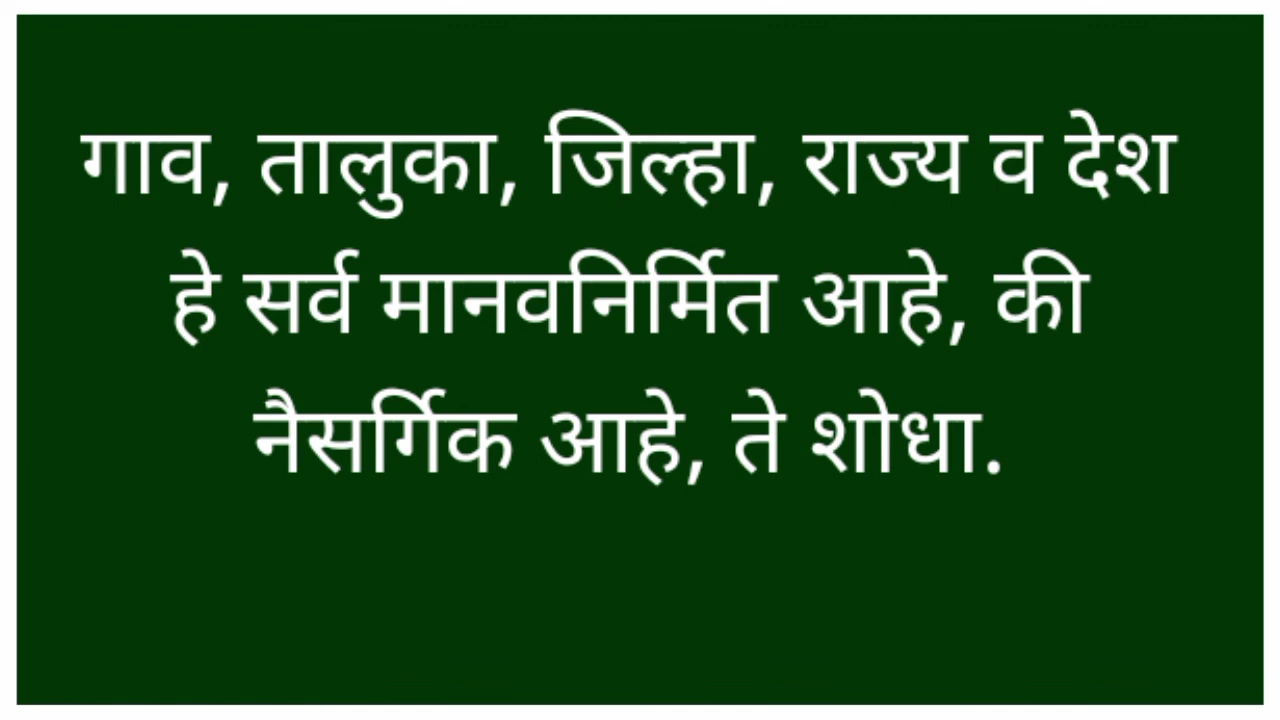 गाव, तालुका, जिल्हा, राज्य व देश
हे सर्व मानवनिर्मित आहे, की
नैसर्गिक आहे, ते शोधा.